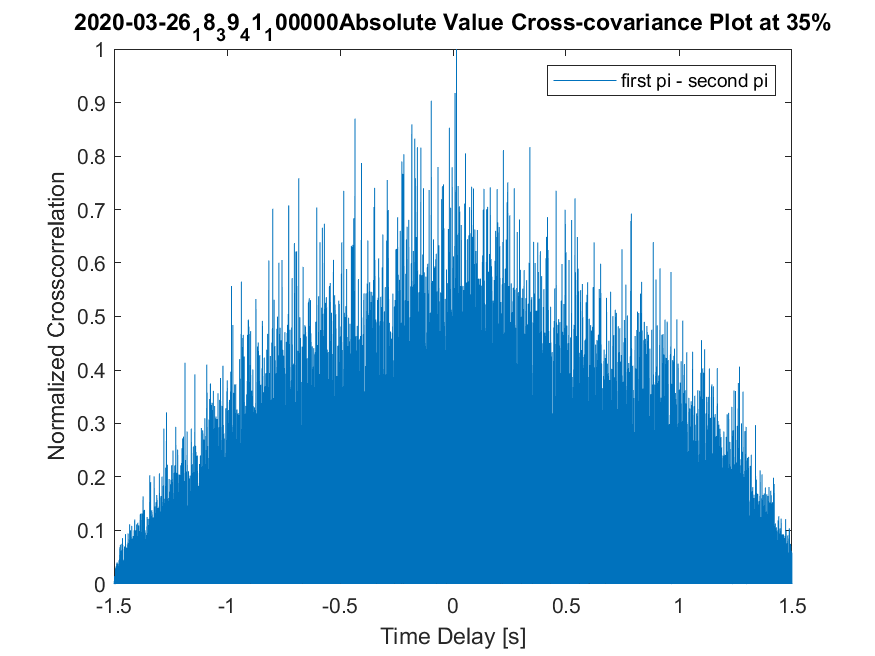 2020-03-26₁8₃9₄1₁00000Absolute Value Cross-covariance Plot at 35%
first pi - second pi
1
0.9
0.8
0.7
0.6
0.5
0.4
0.3
0.2
0.1
0
Normalized Crosscorrelation
-1.5 -1 -0.5 0 0.5 1 1.5
Time Delay [s]